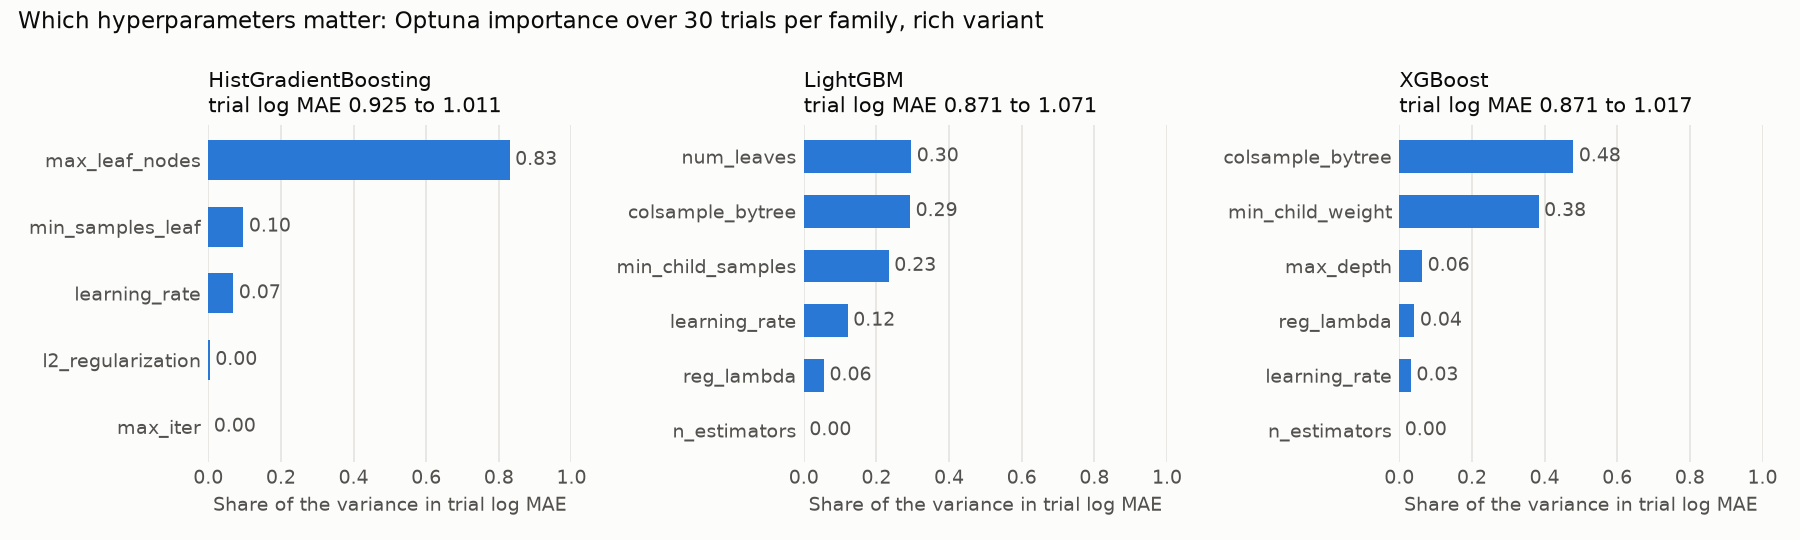 Which hyperparameters matter: Optuna importance over 30 trials per family, rich variant
HistGradientBoosting
trial log MAE 0.925 to 1.011
max_leaf_nodes 0.83
min_samples_leaf 0.10
learning_rate 0.07
l2_regularization 0.00
max_iter 0.00
0.0 0.2 0.4 0.6 0.8 1.0
Share of the variance in trial log MAE
LightGBM
trial log MAE 0.871 to 1.071
num_leaves 0.30
colsample_bytree 0.29
min_child_samples 0.23
learning_rate 0.12
reg_lambda 0.06
n_estimators 0.00
0.0 0.2 0.4 0.6 0.8 1.0
Share of the variance in trial log MAE
XGBoost
trial log MAE 0.871 to 1.017
colsample_bytree 0.48
min_child_weight 0.38
max_depth 0.06
reg_lambda 0.04
learning_rate 0.03
n_estimators 0.00
0.0 0.2 0.4 0.6 0.8 1.0
Share of the variance in trial log MAE